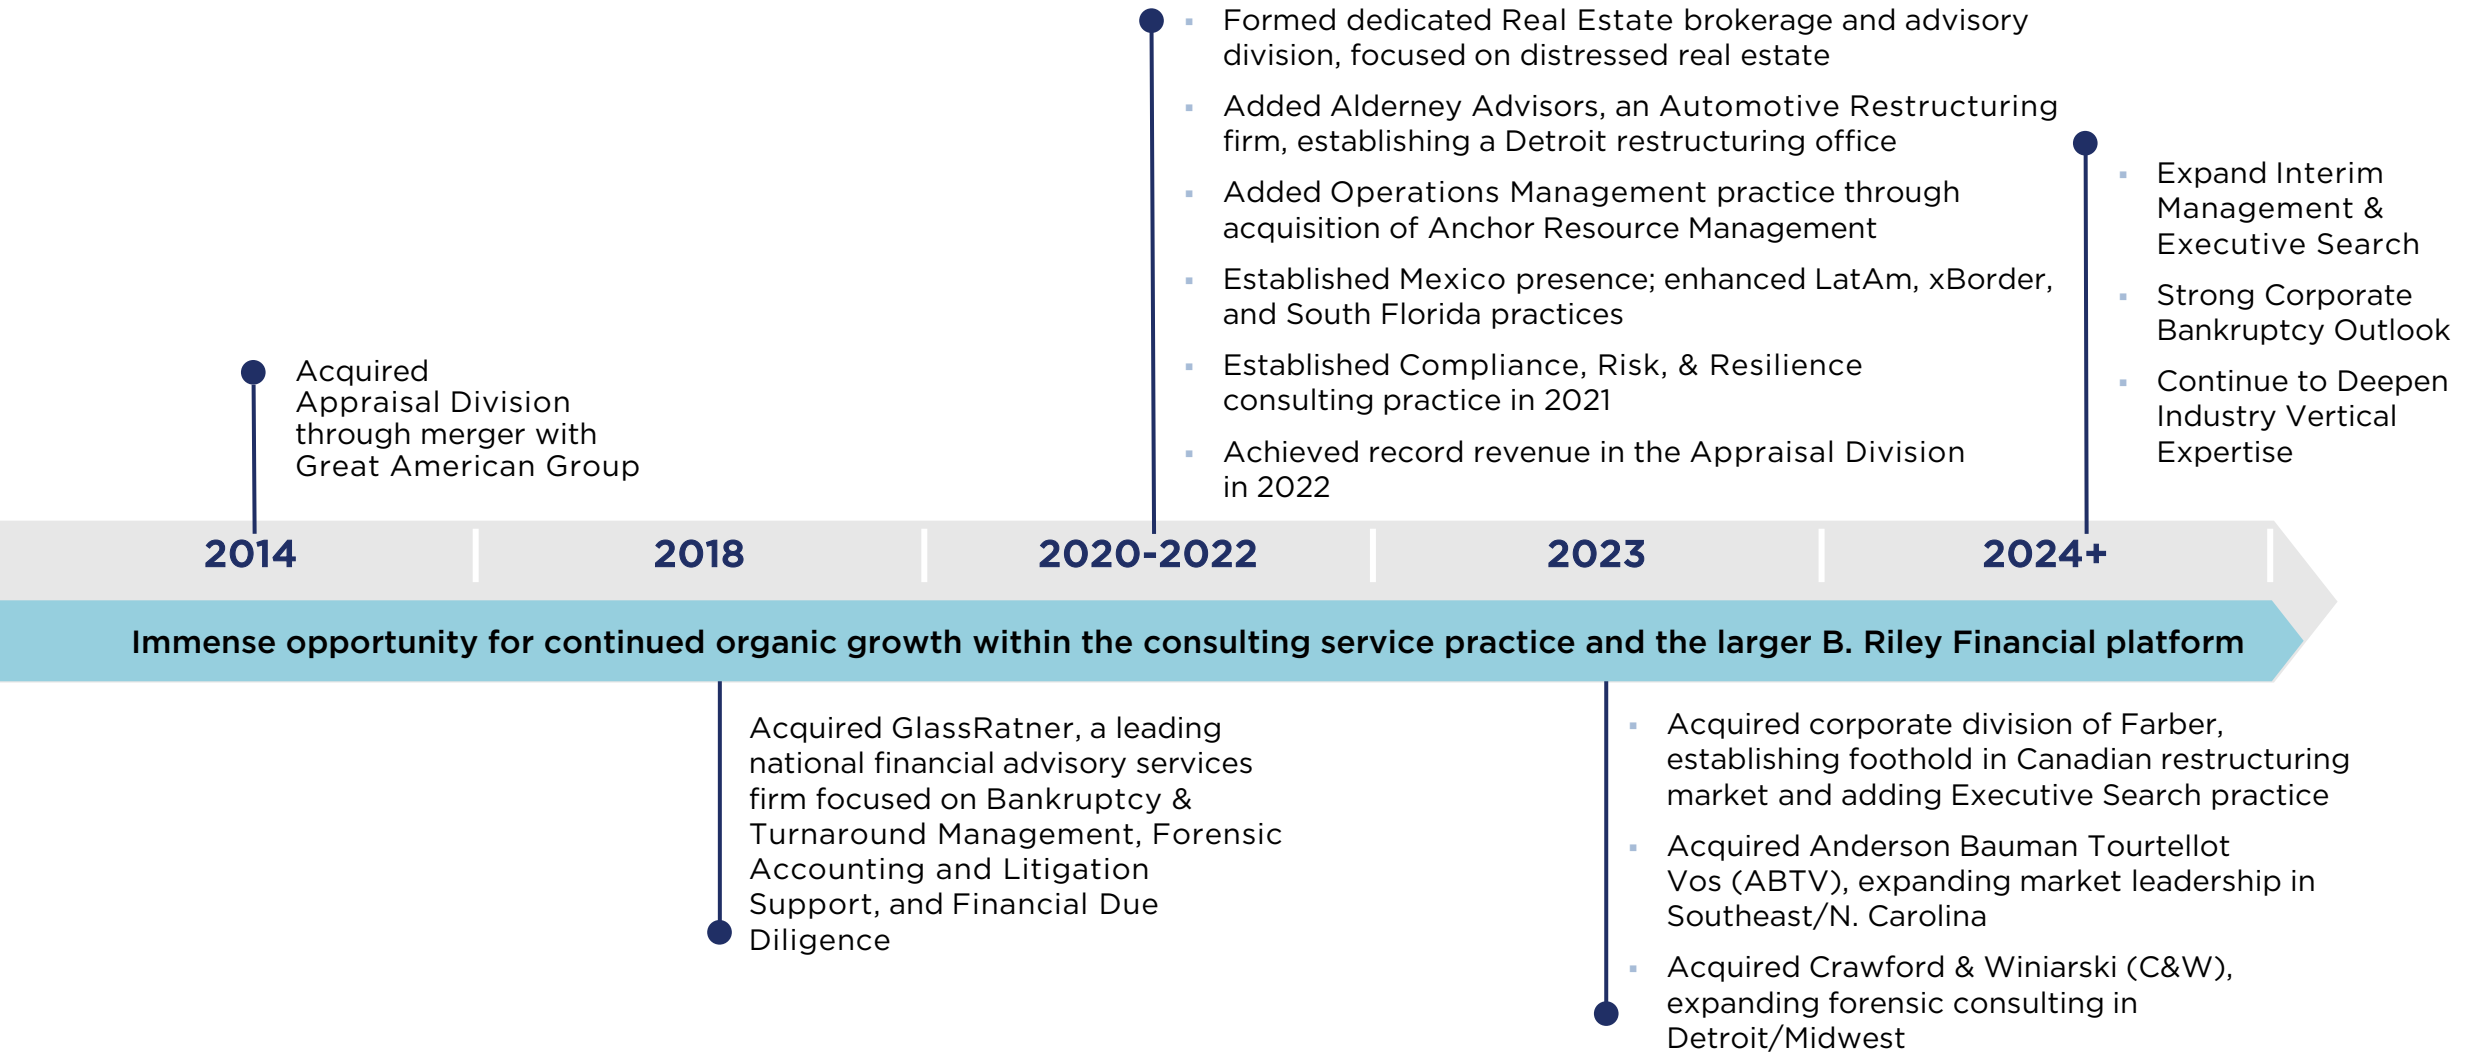 Formed dedicated Real Estate brokerage and advisory
division, focused on distressed real estate
Added Alderney Advisors, an Automotive Restructuring
firm, establishing a Detroit restructuring office
Added Operations Management practice through
acquisition of Anchor Resource Management
Established Mexico presence; enhanced LatAm, xBorder,
and South Florida practices
Established Compliance, Risk, & Resilience
consulting practice in 2021
Achieved record revenue in the Appraisal Division
in 2022
Expand Interim
Management &
Executive Search
Strong Corporate
Bankruptcy Outlook
Continue to Deepen
Industry Vertical
Expertise
Acquired
Appraisal Division
through merger with
Great American Group
2014
2018
2020-2022
2023
2024+
Immense opportunity for continued organic growth within the consulting service practice and the larger B. Riley Financial platform
Acquired GlassRatner, a leading
national financial advisory services
firm focused on Bankruptcy &
Turnaround Management, Forensic
Accounting and Litigation
Support, and Financial Due
Diligence
Acquired corporate division of Farber,
establishing foothold in Canadian restructuring
market and adding Executive Search practice
Acquired Anderson Bauman Tourtellot
Vos (ABTV), expanding market leadership in
Southeast/N. Carolina
Acquired Crawford & Winiarski (C&W),
expanding forensic consulting in
Detroit/Midwest